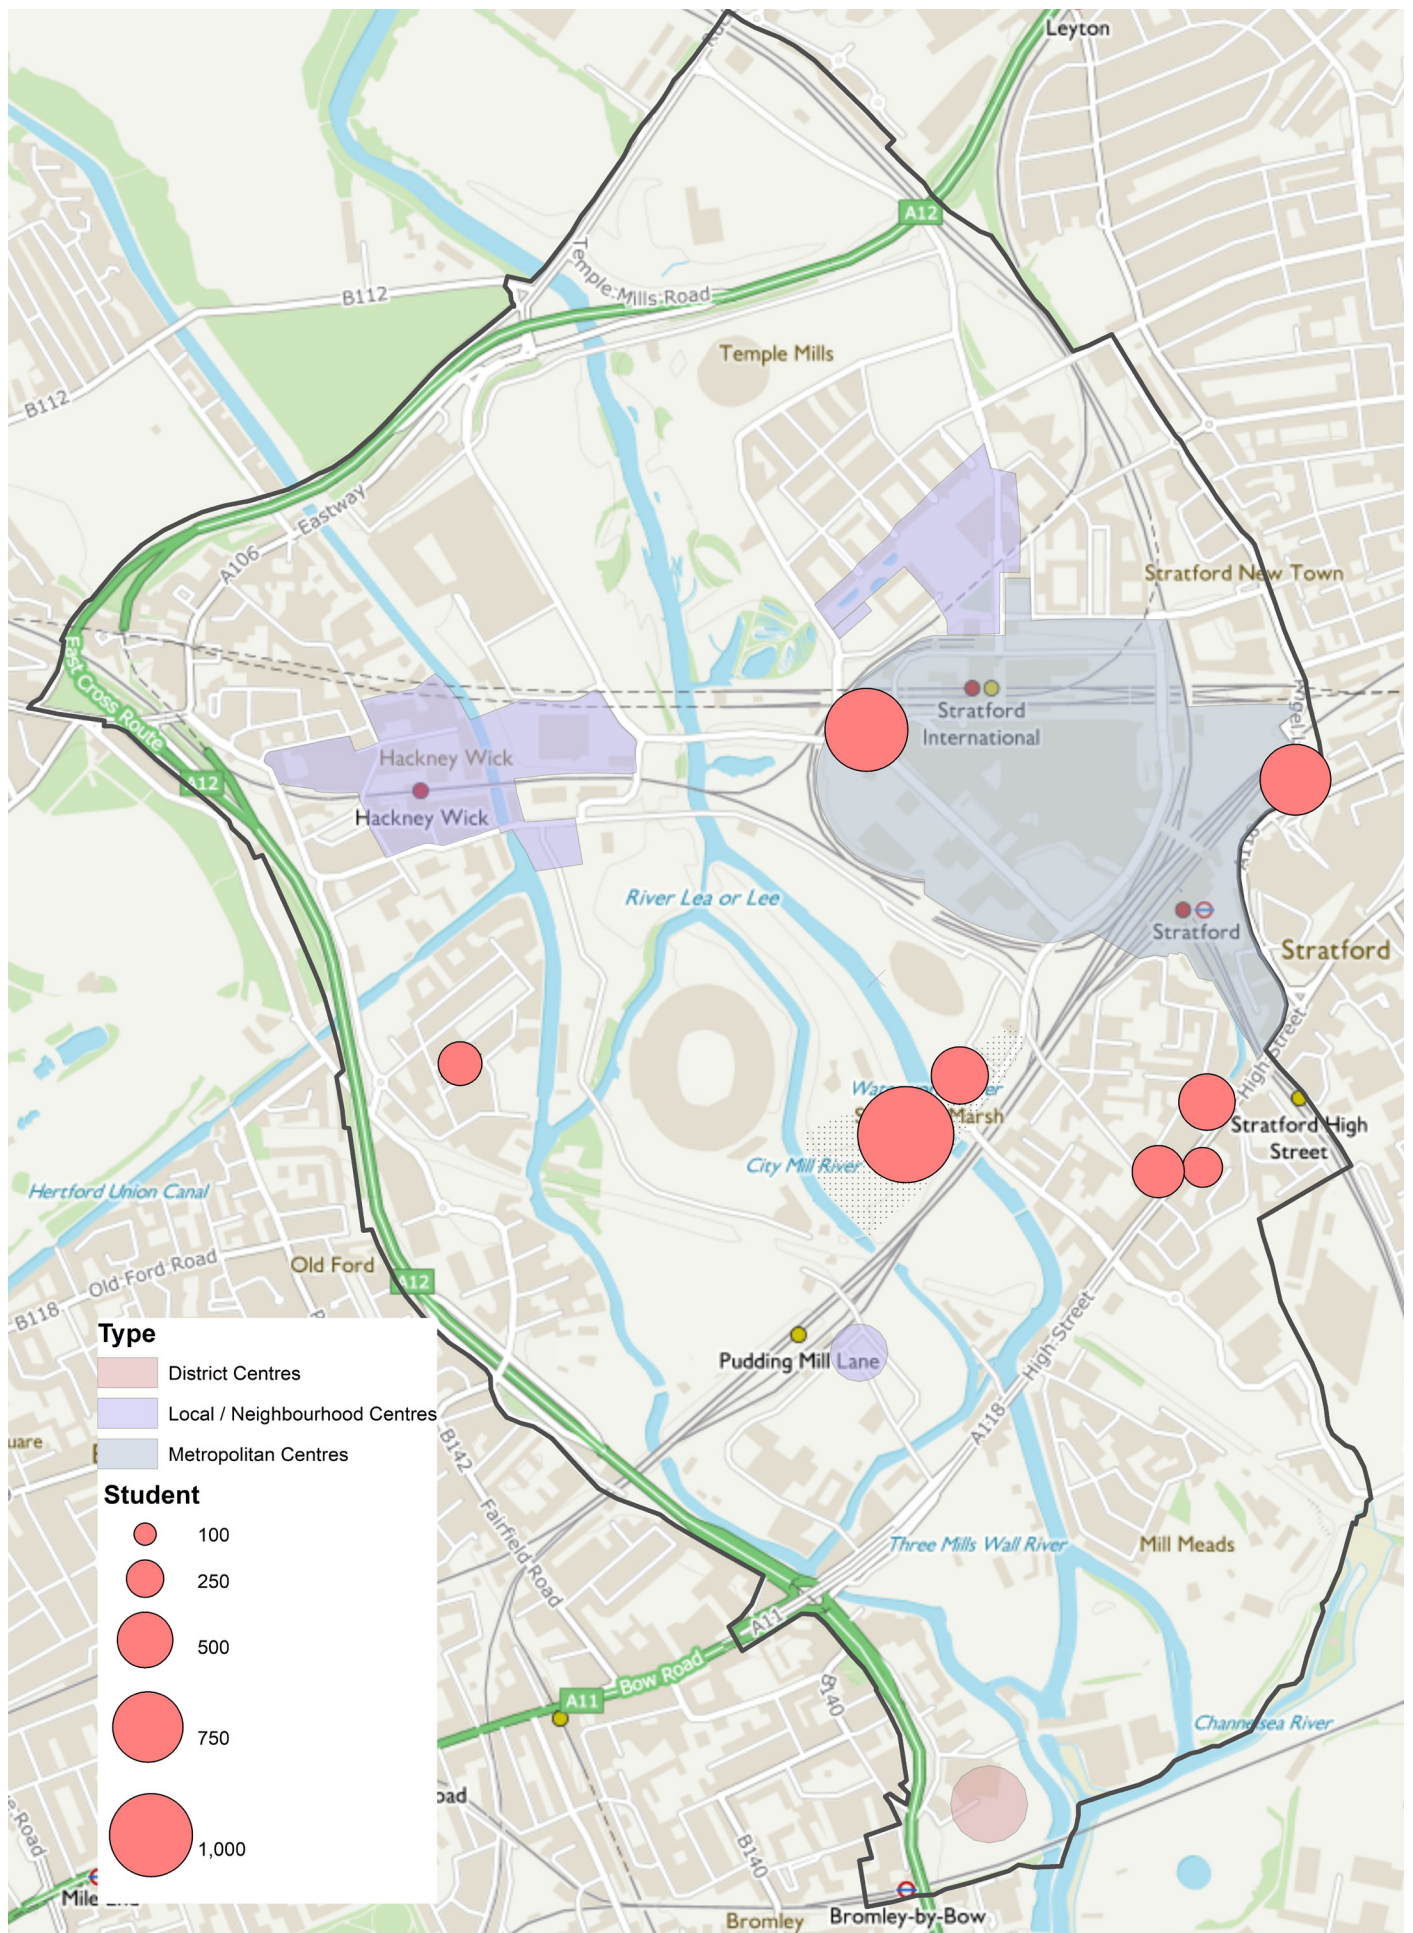 Leyton
A12
Temple Mills Road
B112
Temple Mills
B112
Eastway
A106
Stratford New Town
East Cross Route
Stratford
International
Hackney Wick
A12
Hackney Wick
A118
River Lea or Lee
Stratford
Stratford
High Street
Marsh
Stratford High
Street
City Mill River
Hertford Union Canal
Old Ford Road
Old Ford
A12
B118
Pudding Mill Lane
High Street
A118
Type
District Centres
Local / Neighbourhood Centres
Metropolitan Centres
B142
Student
100
250
500
750
1,000
Fairfield Road
Three Mills Wall River
Mill Meads
A11
Bow Road
A11
B140
Channelsea River
B140
Road
Mile
Bromley
Bromley-by-Bow